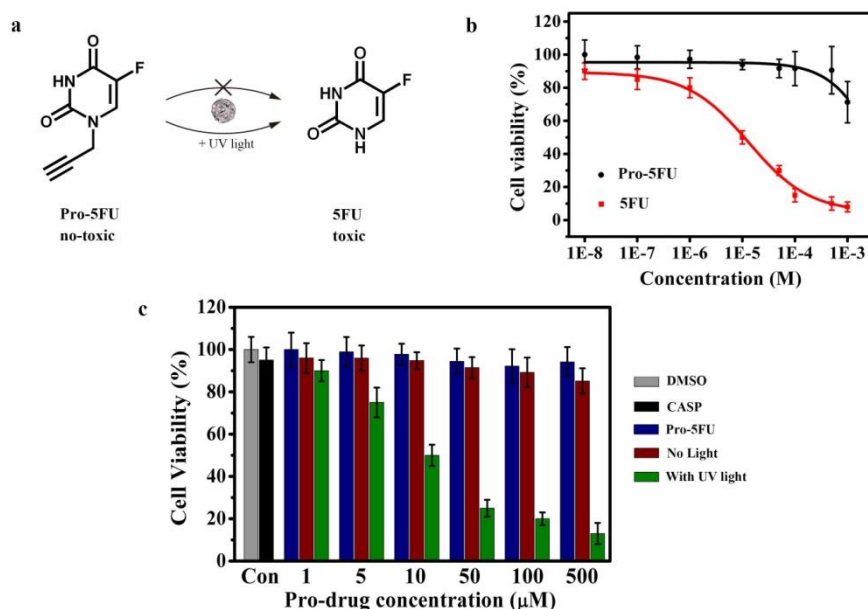 a
O
F
HN
O
N
+ UV light
O
F
HN
O
N
H
Pro-5FU
no-toxic
5FU
toxic
b
120
100
80
60
40
20
0
Cell viability (%)
Pro-5FU
5FU
1E-8 1E-7 1E-6 1E-5 1E-4 1E-3
Concentration (M)
c
120
100
80
60
40
20
0
Cell Viability (%)
Con 1 5 10 50 100 500
Pro-drug concentration (μM)
DMSO
CASP
Pro-5FU
No Light
With UV light